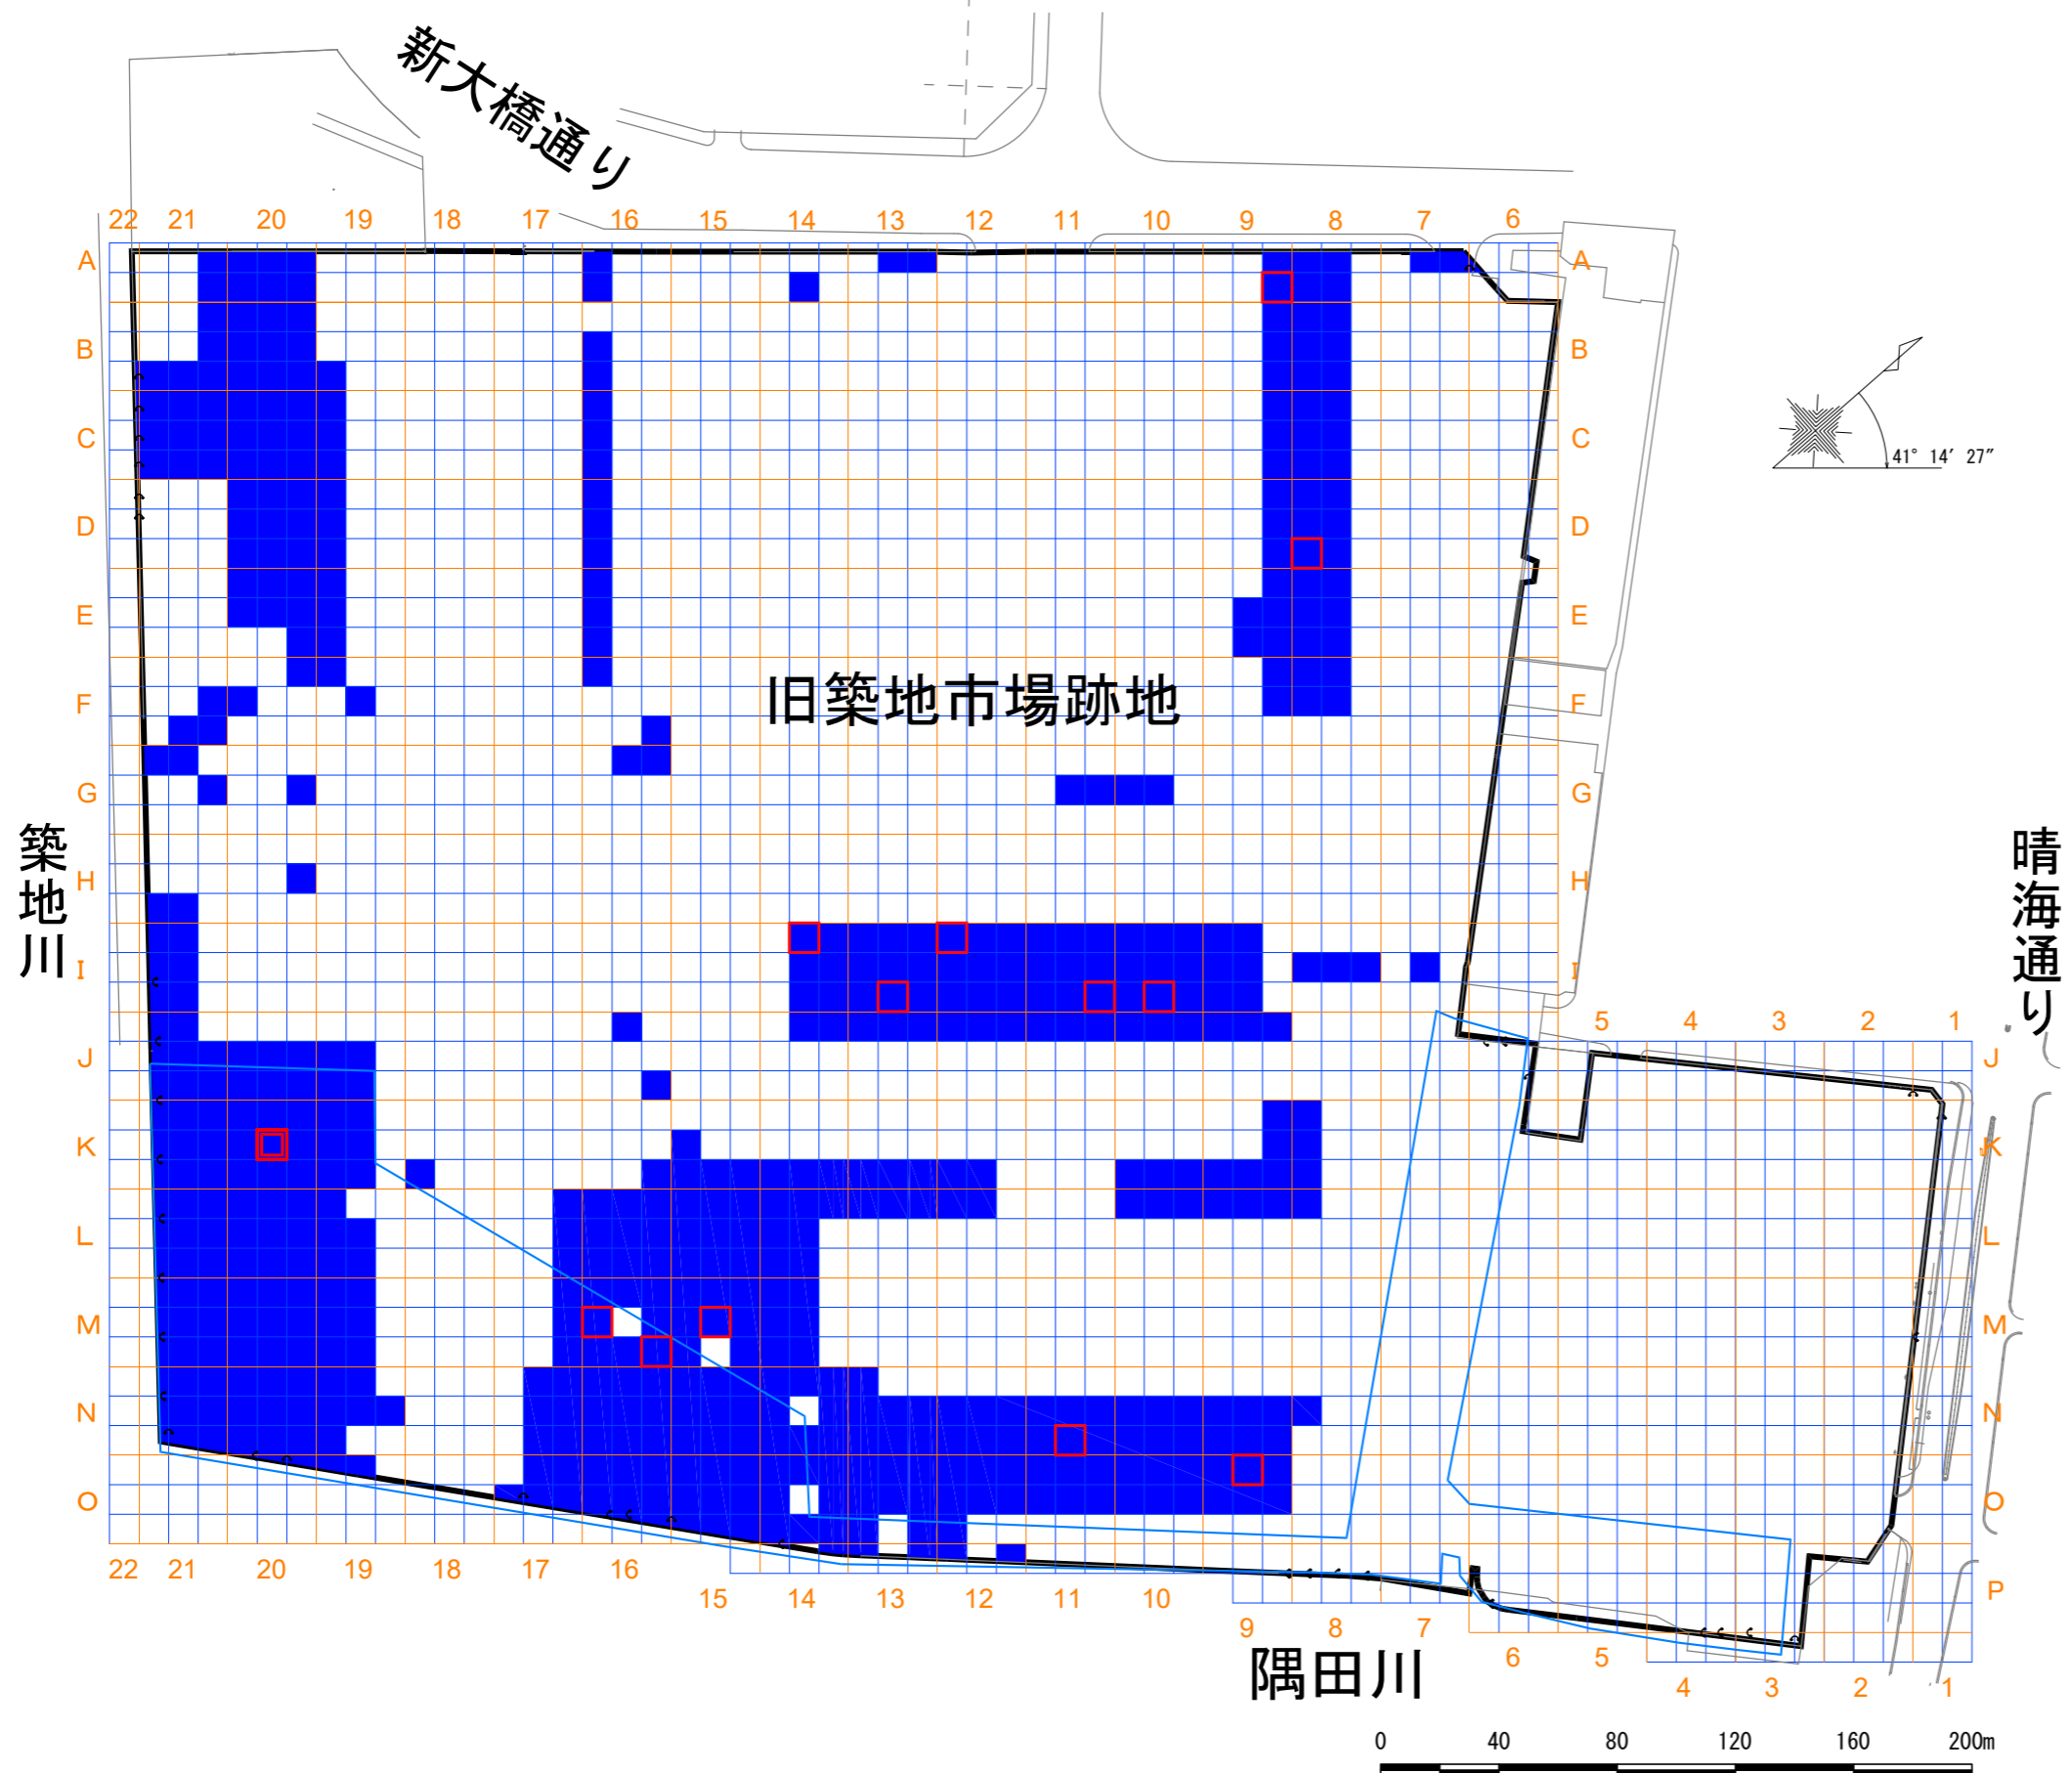 新大橋通り
22 21 20 19 18 17 16 15 14 13 12 11 10 9 8 7 6
A A
B B
C C
41° 14′ 27″
D D
E E
旧築地市場跡地
F F
G G
築地川
晴海通り
H H
I I
5 4 3 2 1
J J
K K
L L
M M
N N
O O
22 21 20 19 18 17 16
15 14 13 12 11 10
P
9 8 7
6 5
4 3 2 1
隅田川
0 40 80 120 160 200m